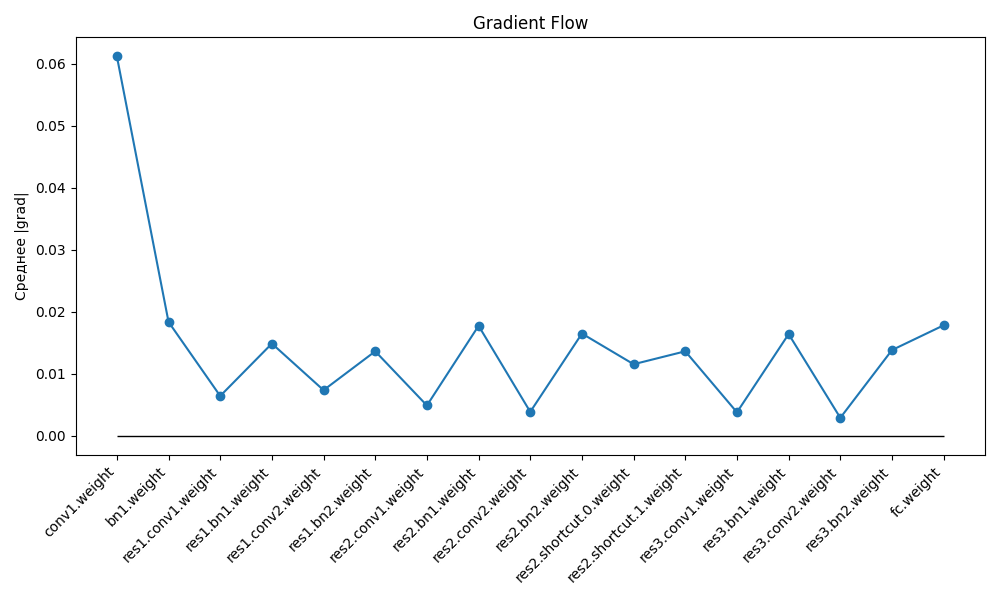 Gradient Flow
Среднее |grad|
0.06
0.05
0.04
0.03
0.02
0.01
0.00
conv1.weight
bn1.weight
res1.conv1.weight
res1.bn1.weight
res1.conv2.weight
res1.bn2.weight
res2.conv1.weight
res2.bn1.weight
res2.conv2.weight
res2.bn2.weight
res2.shortcut.0.weight
res2.shortcut.1.weight
res3.conv1.weight
res3.bn1.weight
res3.conv2.weight
res3.bn2.weight
fc.weight